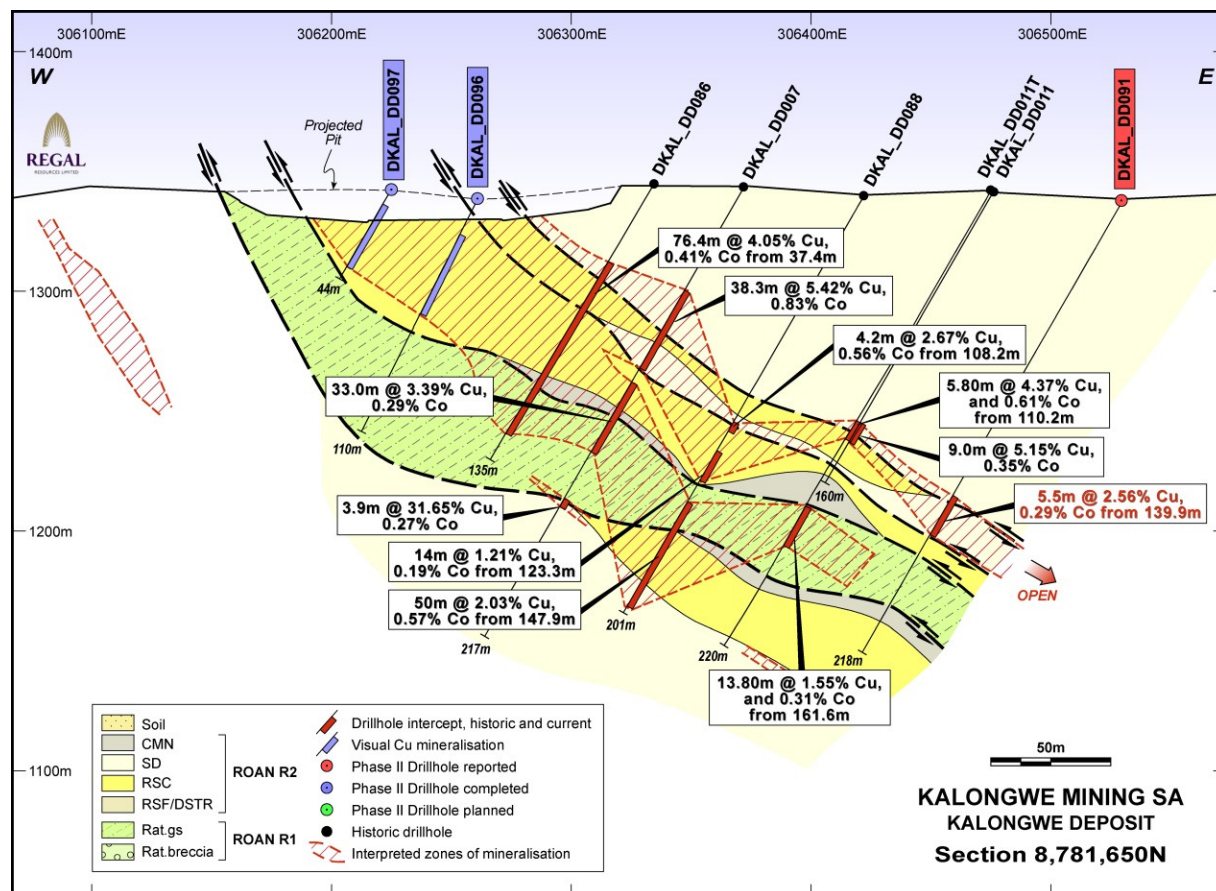 306100mE
306200mE
306300mE
306400mE
306500mE
1400m
W
E
REGAL
RESOURCES LIMITED
Projected
Pit
DKAL_DD097
DKAL_DD096
DKAL_DD086
DKAL_DD007
DKAL_DD088
DKAL_DD011T
DKAL_DD011
DKAL_DD091
76.4m @ 4.05% Cu,
0.41% Co from 37.4m
38.3m @ 5.42% Cu,
0.83% Co
1300m
44m
4.2m @ 2.67% Cu,
0.56% Co from 108.2m
33.0m @ 3.39% Cu,
0.29% Co
5.80m @ 4.37% Cu,
and 0.61% Co
from 110.2m
9.0m @ 5.15% Cu,
0.35% Co
110m
135m
160m
5.5m @ 2.56% Cu,
0.29% Co from 139.9m
3.9m @ 31.65% Cu,
0.27% Co
1200m
14m @ 1.21% Cu,
0.19% Co from 123.3m
OPEN
50m @ 2.03% Cu,
0.57% Co from 147.9m
201m
217m
220m
218m
13.80m @ 1.55% Cu,
and 0.31% Co
from 161.6m
1100m
Soil
CMN
SD
RSC
RSF/DSTR
ROAN R2
Rat.gs
Rat.breccia
ROAN R1
Drillhole intercept, historic and current
Visual Cu mineralisation
Phase II Drillhole reported
Phase II Drillhole completed
Phase II Drillhole planned
Historic drillhole
Interpreted zones of mineralisation
50m
KALONGWE MINING SA
KALONGWE DEPOSIT
Section 8,781,650N